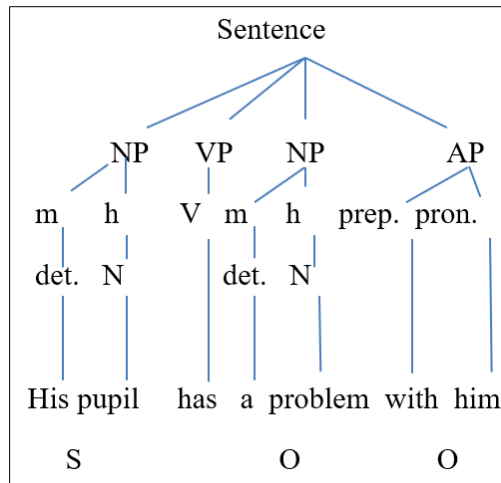 Sentence
NP VP NP AP
m h V m h prep. pron.
det. N det. N
His pupil has a problem with him
S O O